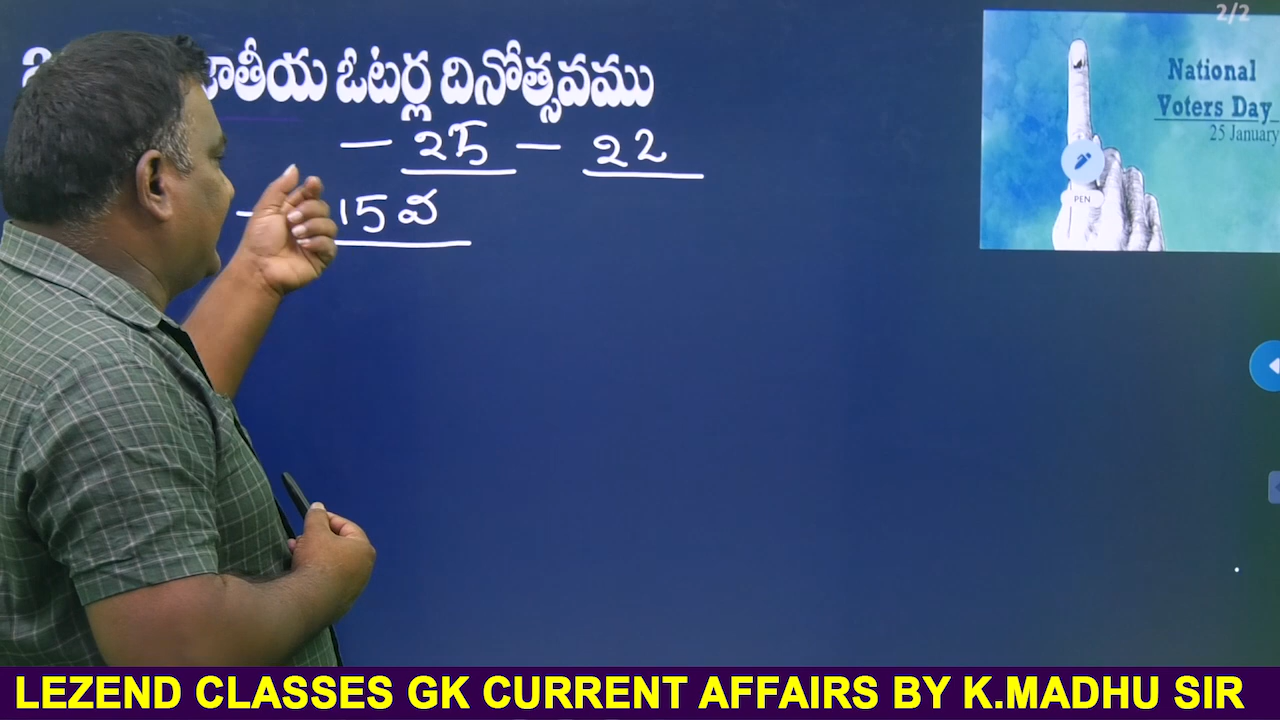 జాతీయ ఓటర్ల దినోత్సవము
— 25 — 22
15 వ
2/2
National
Voters Day
25 January
PEN
LEZEND CLASSES GK CURRENT AFFAIRS BY K.MADHU SIR